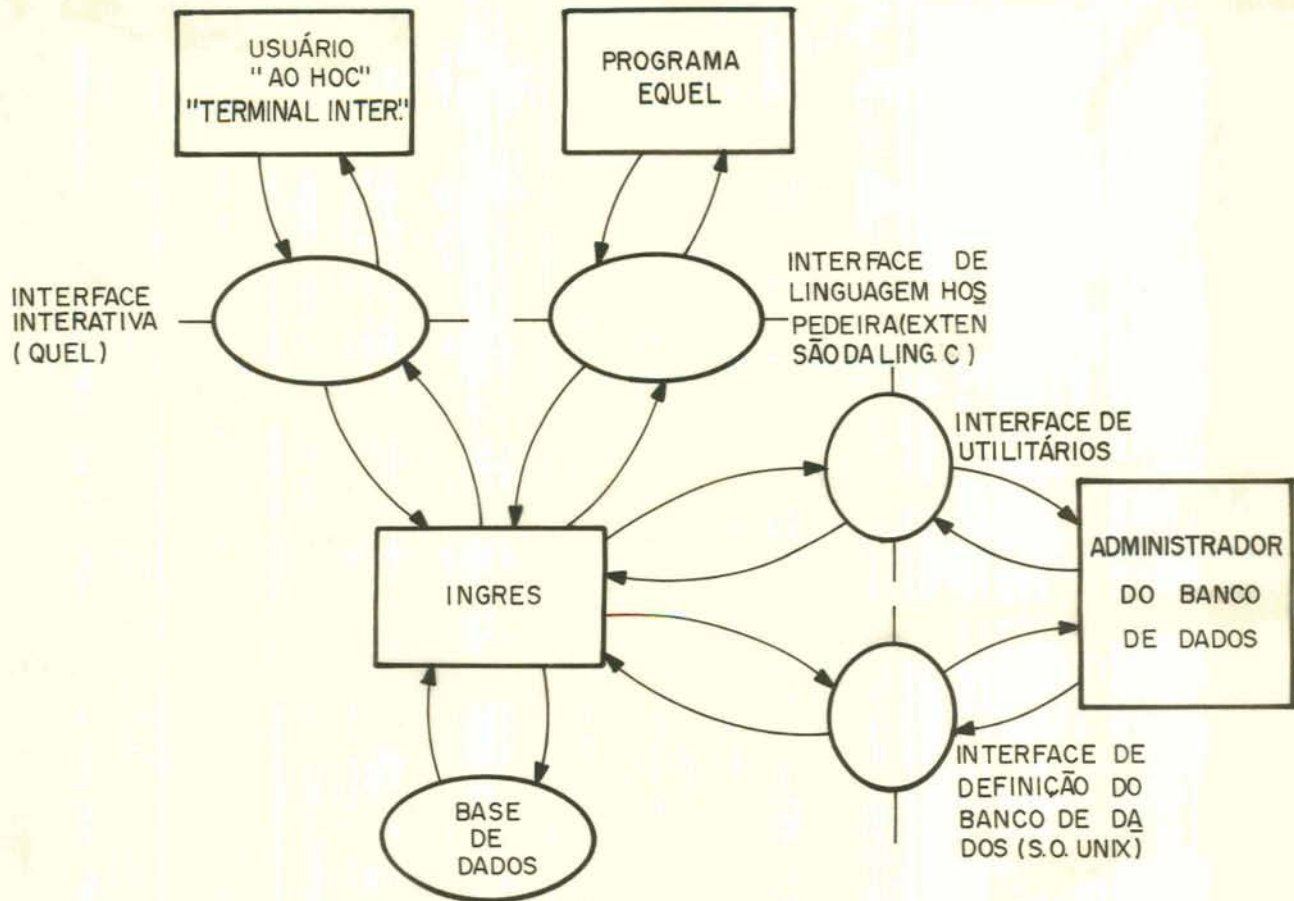 USUÁRIO
"AO HOC"
"TERMINAL INTER."
PROGRAMA
EQUEL
INTERFACE
INTERATIVA
(QUEL)
INTERFACE DE
LINGUAGEM HOS
PEDEIRA(EXTEN
SÃO DA LING. C)
INTERFACE DE
UTILITÁRIOS
ADMINISTRADOR
DO BANCO
DE DADOS
INGRES
INTERFACE DE
DEFINIÇÃO DO
BANCO DE DA
DOS (S.O. UNIX)
BASE
DE
DADOS